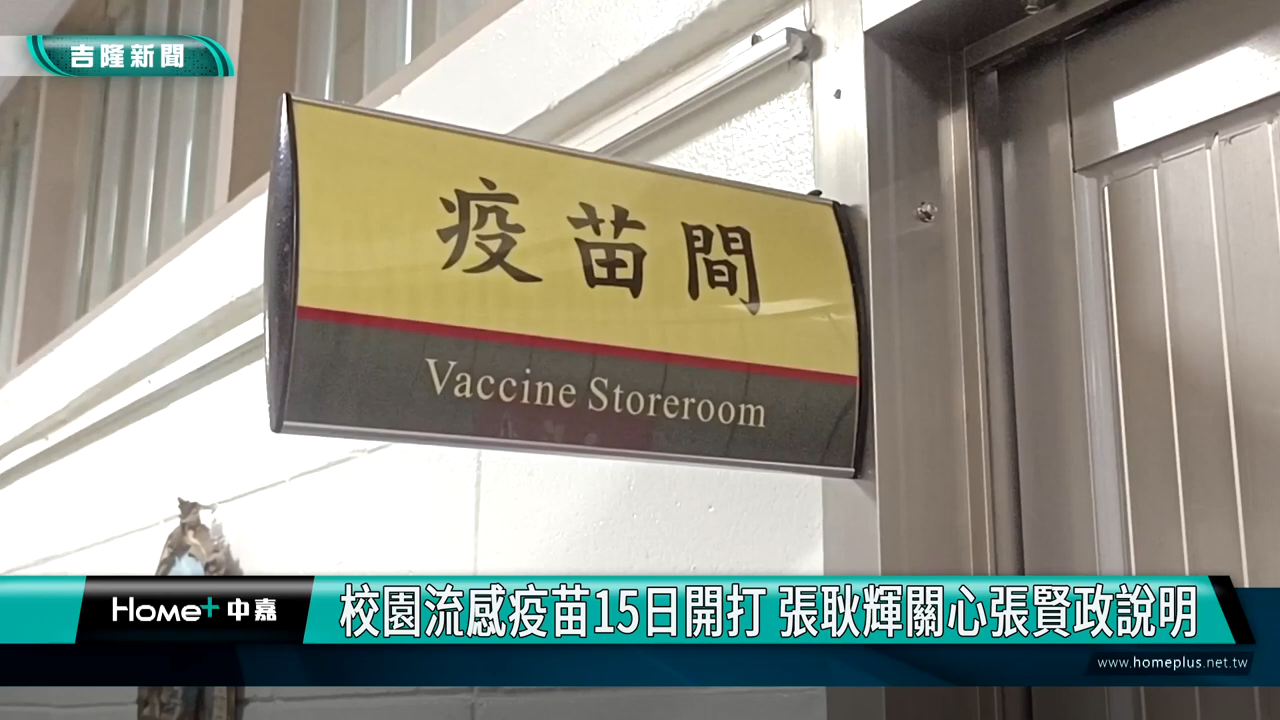 吉隆新聞
疫苗間
Vaccine Storeroom
Home+中嘉
校園流感疫苗15日開打 張耿輝關心張賢政說明
www.homeplus.net.tw